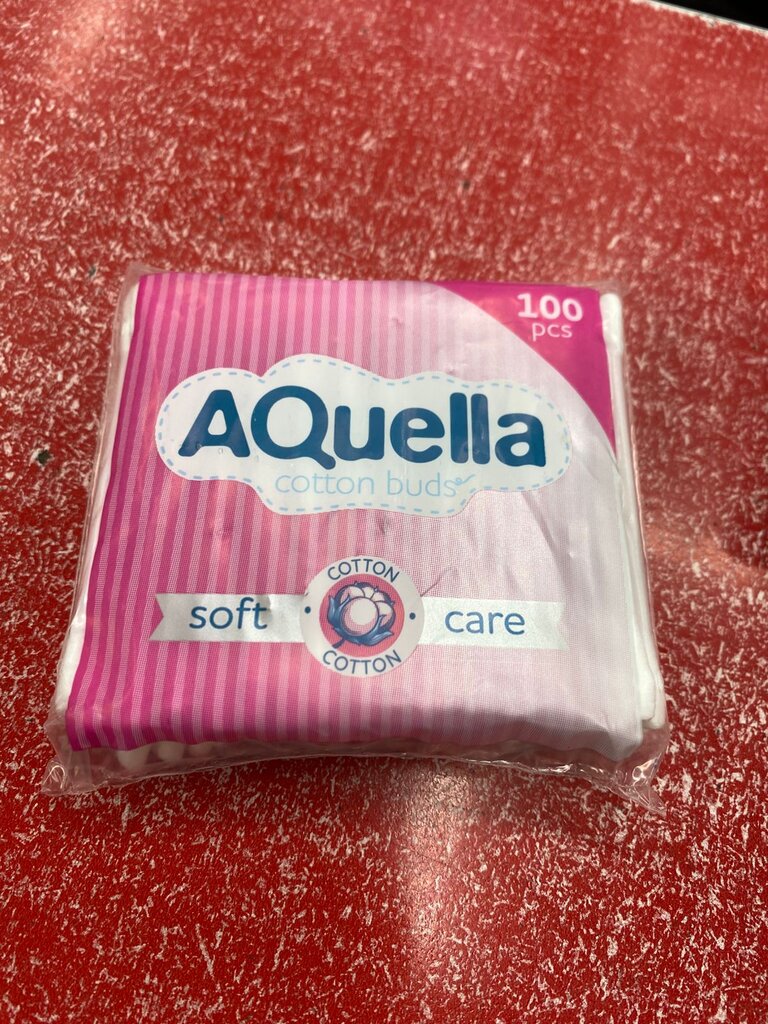 100
pcs
AQuella
cotton buds
soft
COTTON
COTTON
care